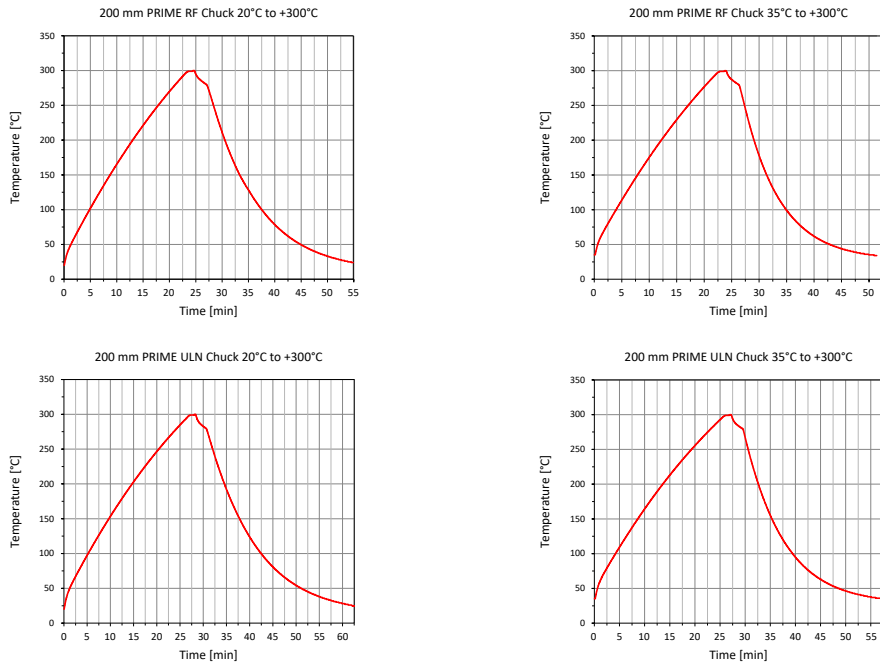 200 mm PRIME RF Chuck 20°C to +300°C
350
300
250
200
150
100
50
0
Temperature [°C]
0 5 10 15 20 25 30 35 40 45 50 55
Time [min]
200 mm PRIME RF Chuck 35°C to +300°C
350
300
250
200
150
100
50
0
Temperature [°C]
0 5 10 15 20 25 30 35 40 45 50
Time [min]
200 mm PRIME ULN Chuck 20°C to +300°C
350
300
250
200
150
100
50
0
Temperature [°C]
0 5 10 15 20 25 30 35 40 45 50 55 60
Time [min]
200 mm PRIME ULN Chuck 35°C to +300°C
350
300
250
200
150
100
50
0
Temperature [°C]
0 5 10 15 20 25 30 35 40 45 50 55
Time [min]